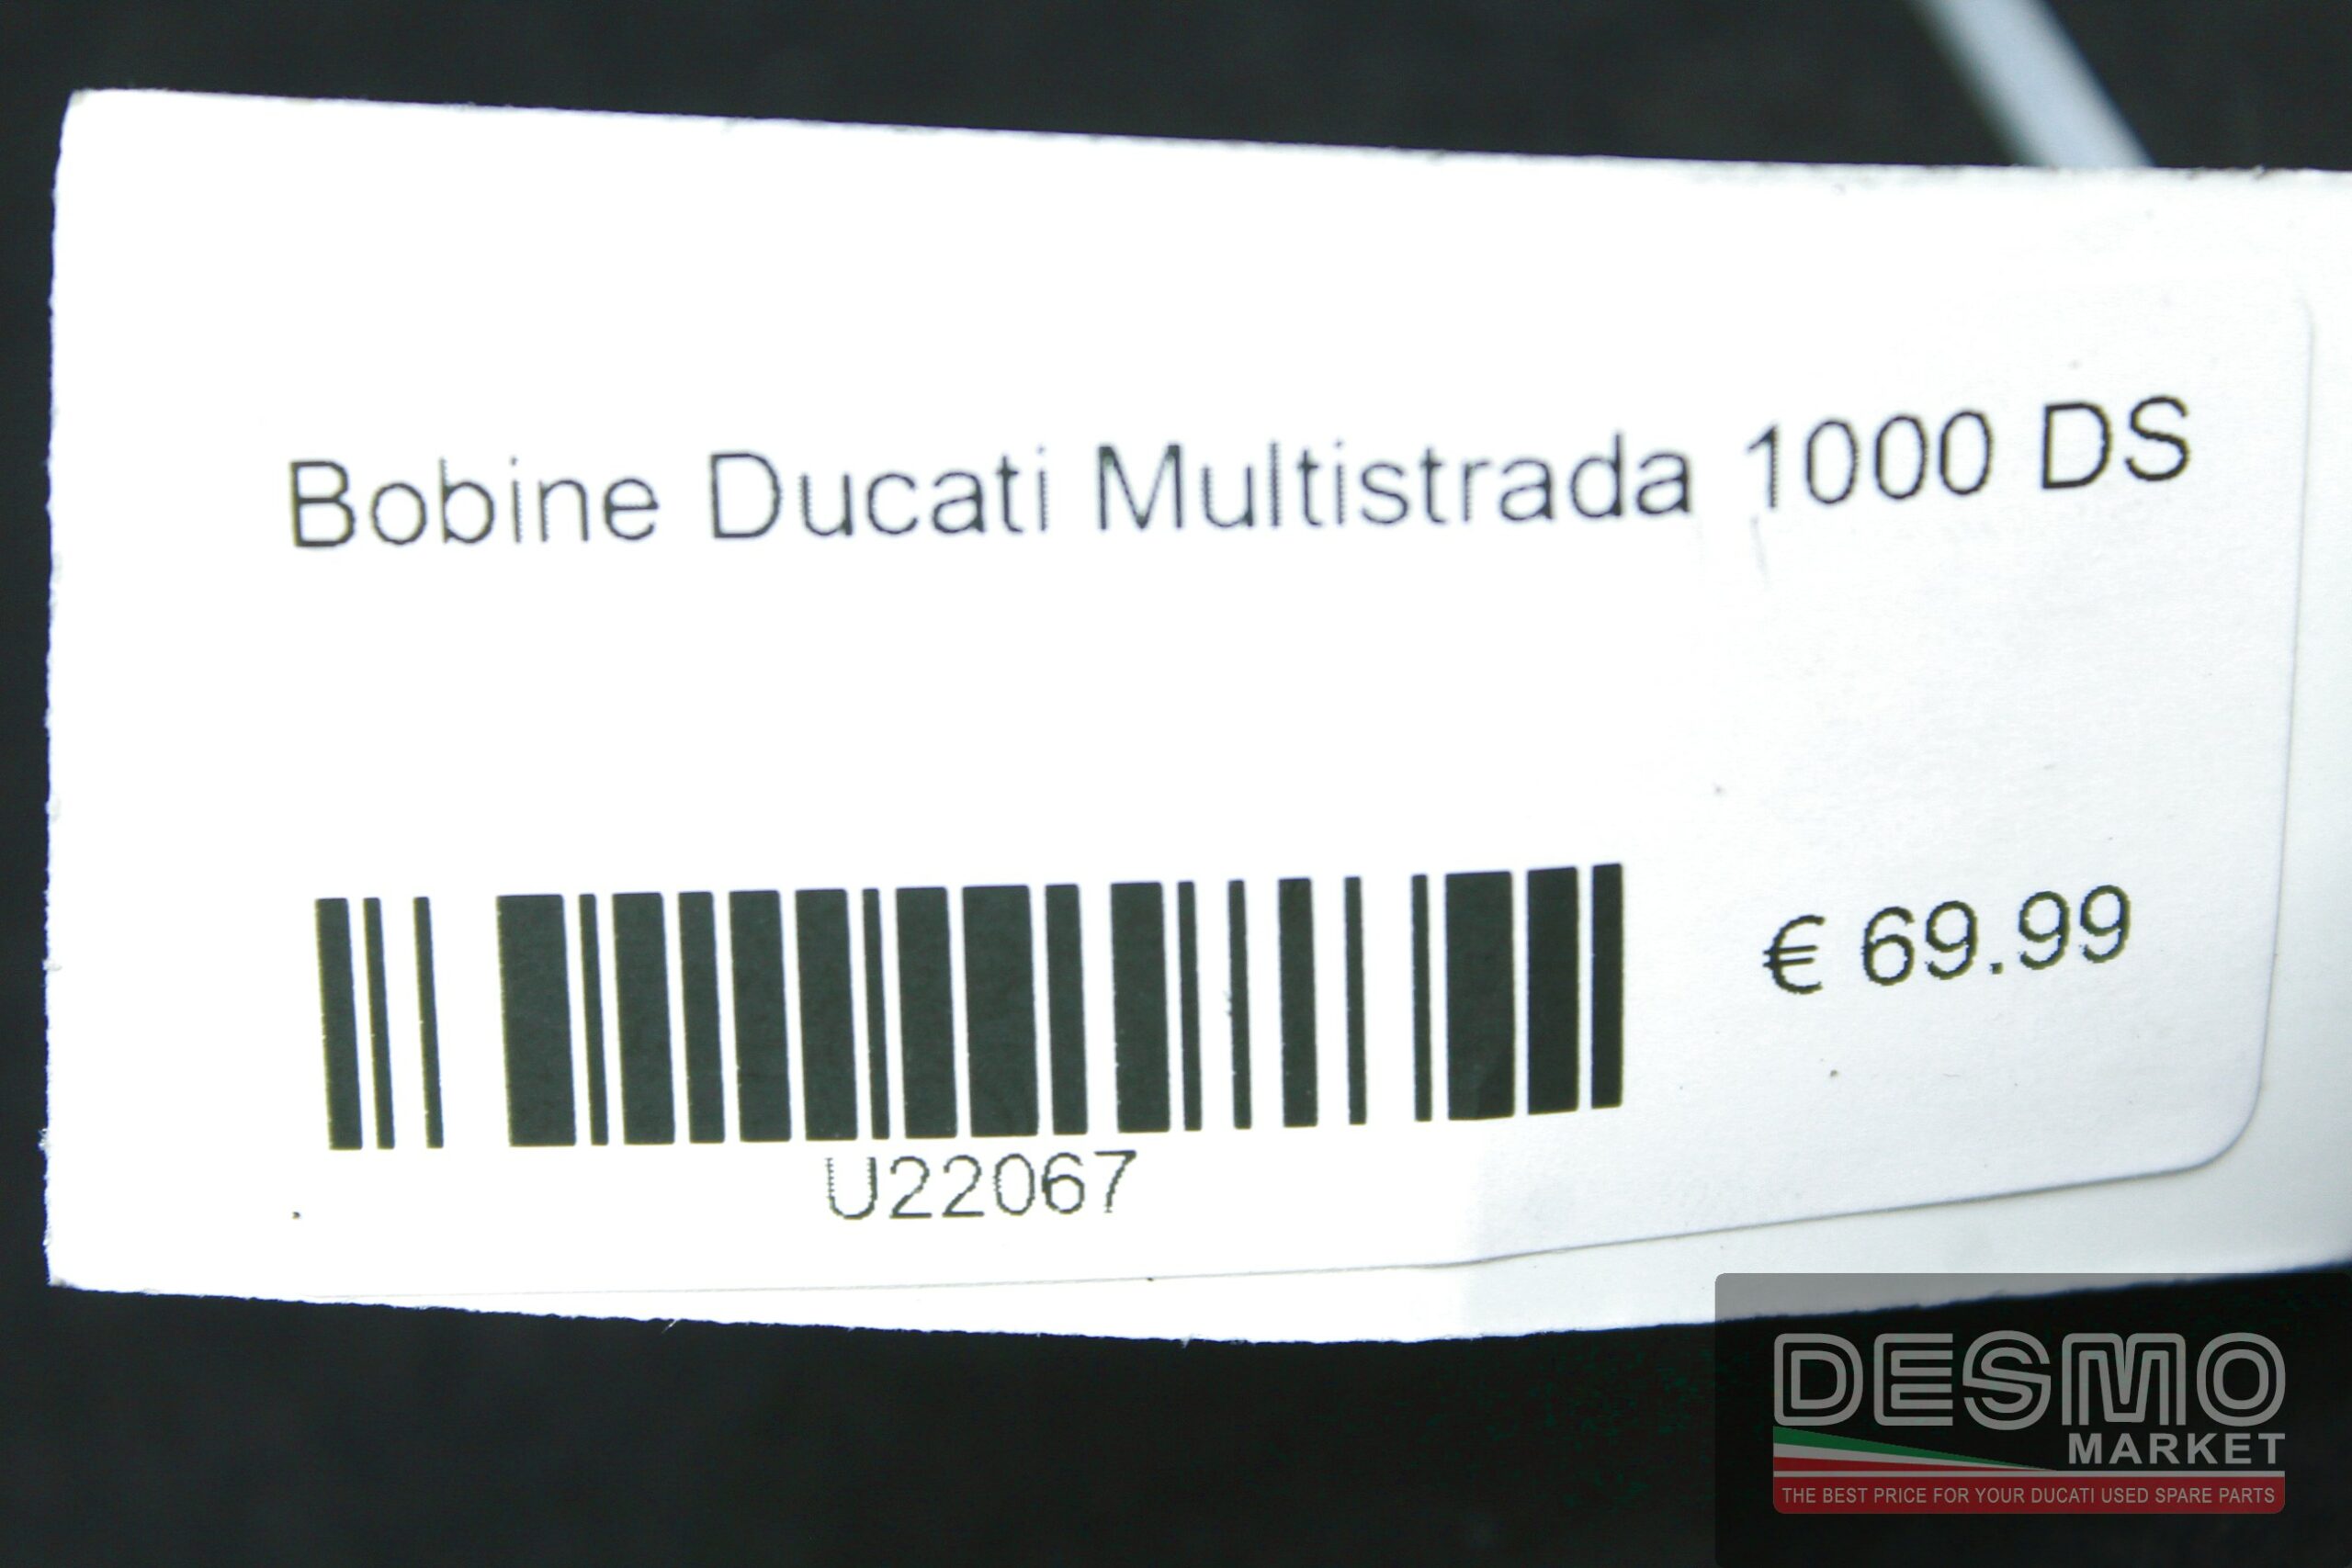 Bobine Ducati Multistrada 1000 DS
€ 69.99
U22067
DESMO
MARKET
THE BEST PRICE FOR YOUR DUCATI USED SPARE PARTS